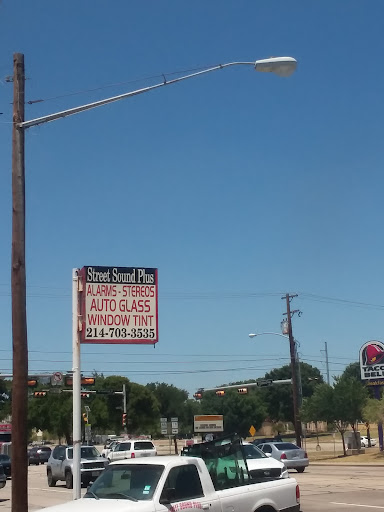 Street Sound Plus
ALARMS - STEREOS
AUTO GLASS
WINDOW TINT
214-703-3535
TACO
BELL